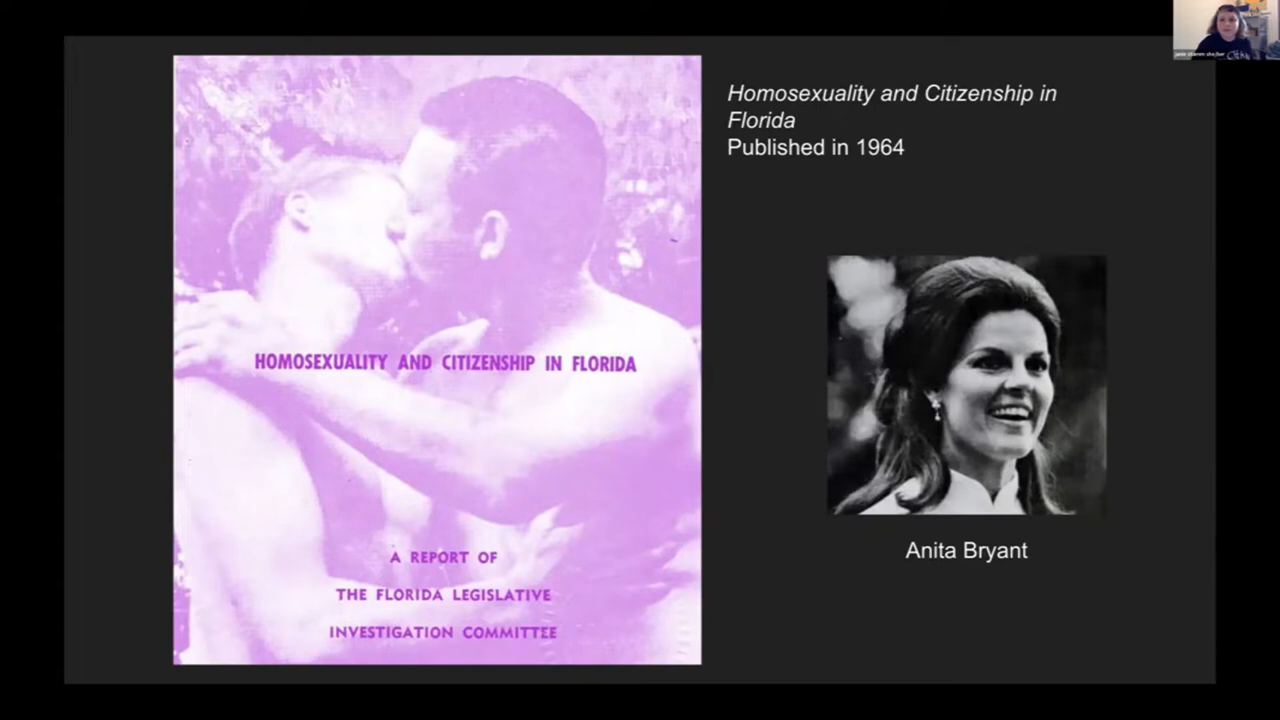 HOMOSEXUALITY AND CITIZENSHIP IN FLORIDA
A REPORT OF
THE FLORIDA LEGISLATIVE
INVESTIGATION COMMITTEE
Homosexuality and Citizenship in
Florida
Published in 1964
Anita Bryant